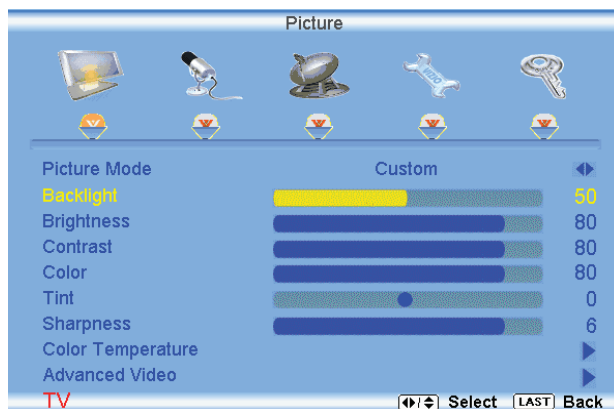 Picture
VIZIO
Picture Mode Custom
Backlight 50
Brightness 80
Contrast 80
Color 80
Tint 0
Sharpness 6
Color Temperature
Advanced Video
TV Select LAST Back